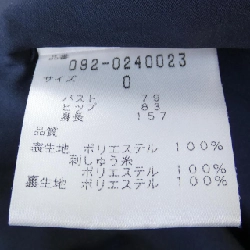 品番
092-0240023
サイズ
0
バスト 79
ヒップ 83
身長 157
品質
表生地 ポリエステル 100%
刺しゅう糸
ポリエステル 100%
裏生地 ポリエステル 100%